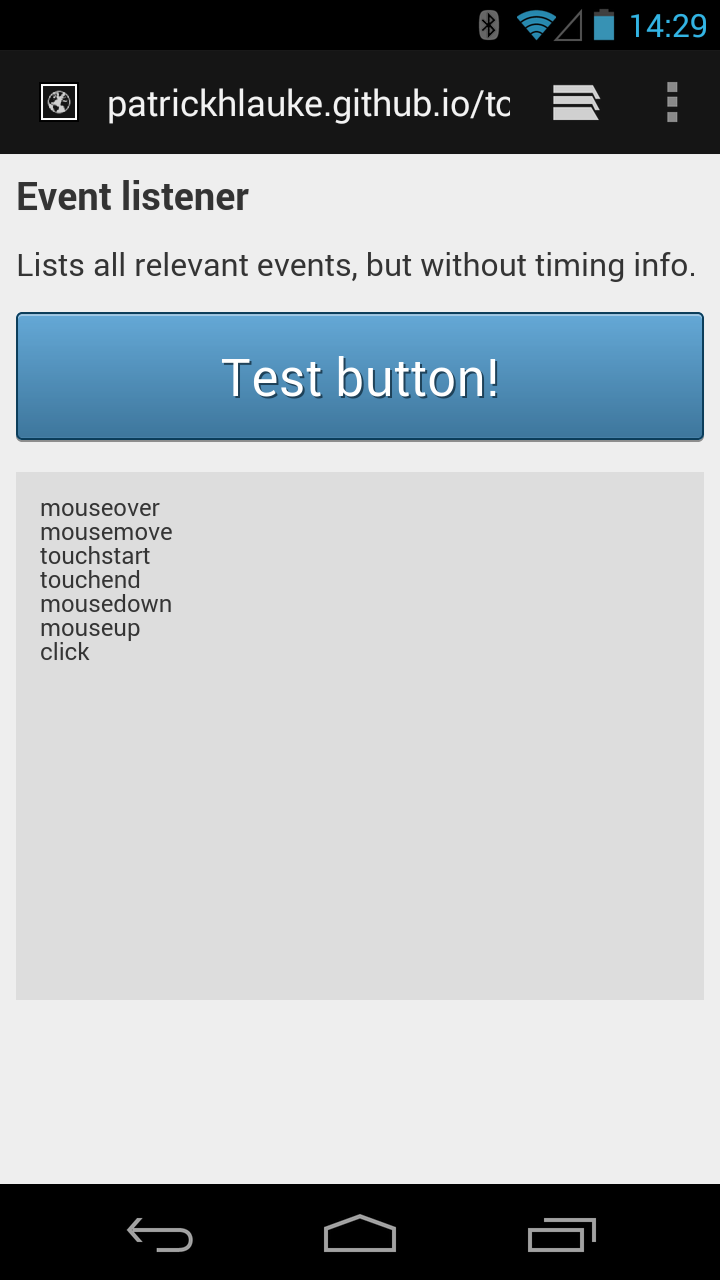 14:29
patrickhlauke.github.io/to
Event listener
Lists all relevant events, but without timing info.
Test button!
mouseover
mousemove
touchstart
touchend
mousedown
mouseup
click